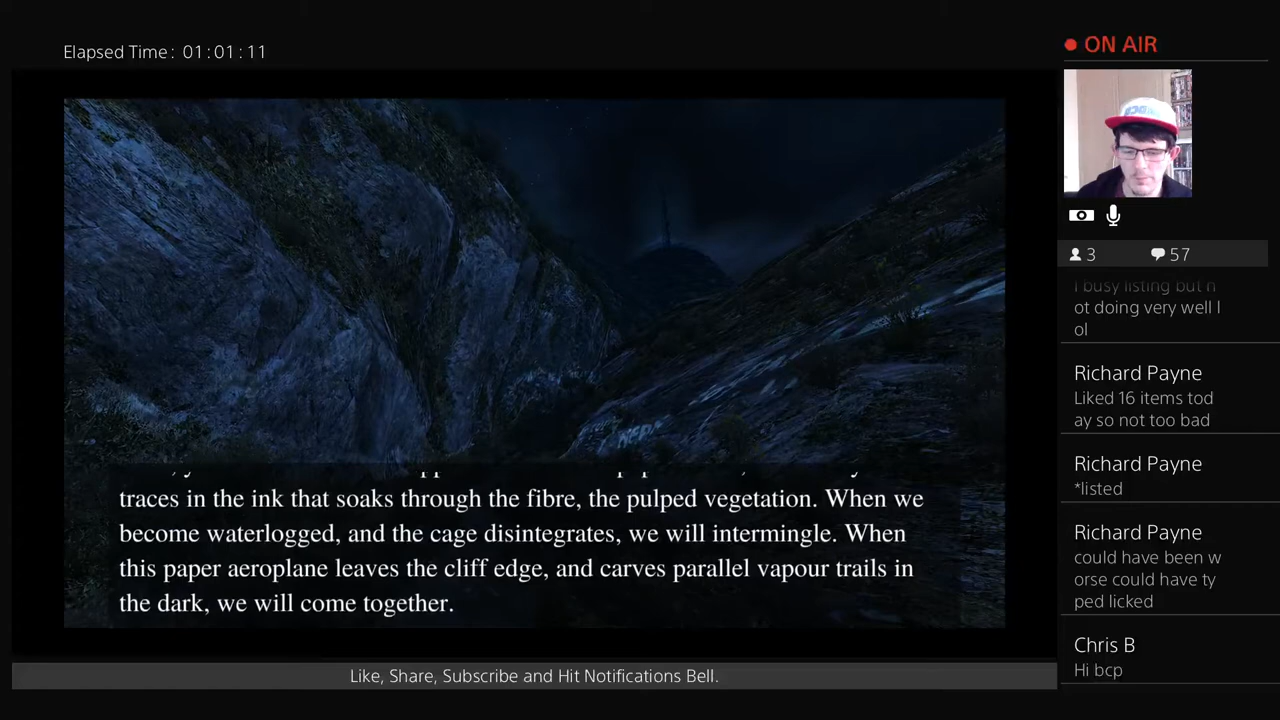 Elapsed Time: 01:01:11
ON AIR
3
57
I busy listing but n
ot doing very well l
ol
Richard Payne
Liked 16 items tod
ay so not too bad
Richard Payne
*listed
Richard Payne
could have been w
orse could have ty
ped licked
Chris B
Hi bcp
traces in the ink that soaks through the fibre, the pulped vegetation. When we
become waterlogged, and the cage disintegrates, we will intermingle. When
this paper aeroplane leaves the cliff edge, and carves parallel vapour trails in
the dark, we will come together.
Like, Share, Subscribe and Hit Notifications Bell.